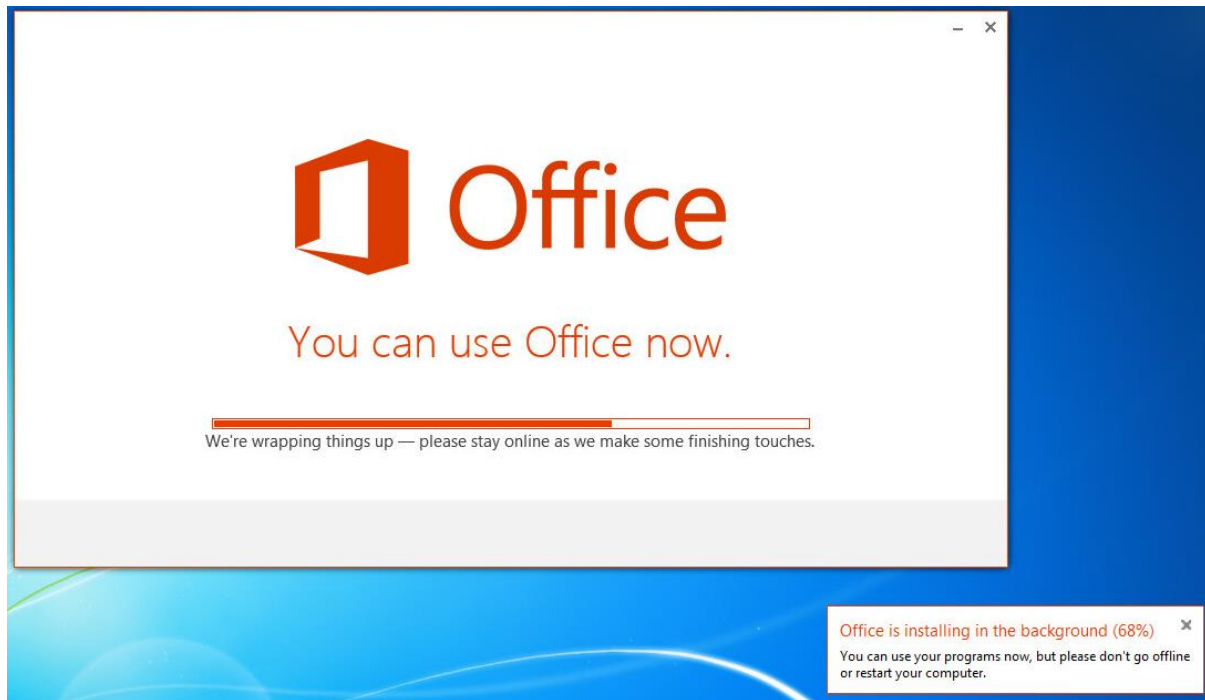 Office
You can use Office now.
We're wrapping things up — please stay online as we make some finishing touches.
Office is installing in the background (68%)
You can use your programs now, but please don't go offline
or restart your computer.